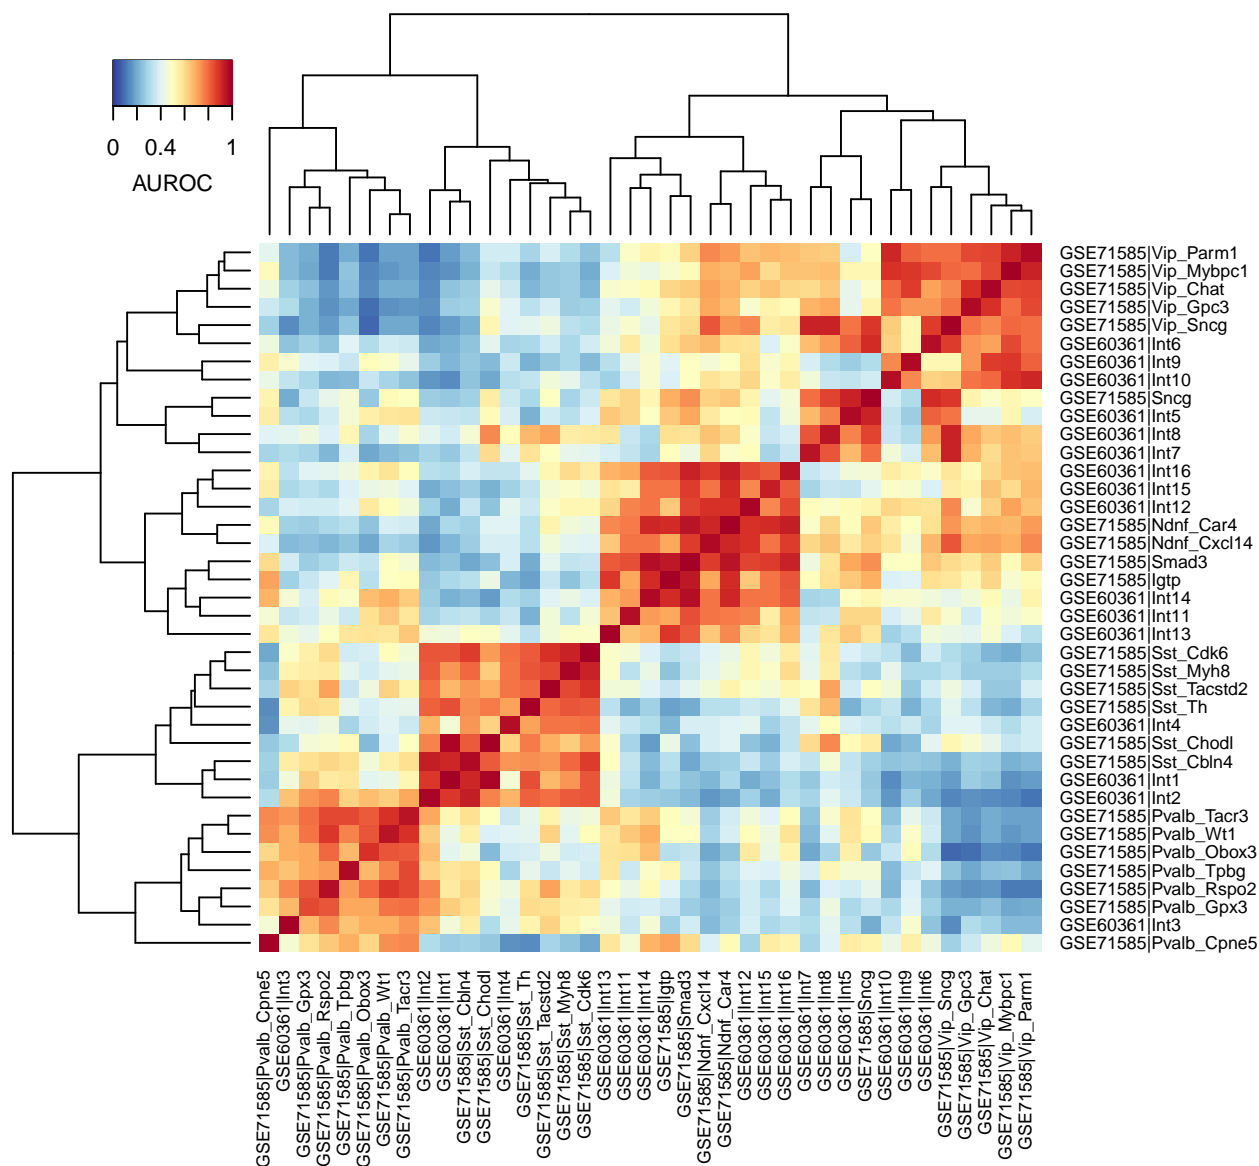 0 0.4 1
AUROC
GSE71585|Vip_Parm1
GSE71585|Vip_Mybpc1
GSE71585|Vip_Chat
GSE71585|Vip_Gpc3
GSE71585|Vip_Sncg
GSE60361|Int6
GSE60361|Int9
GSE60361|Int10
GSE71585|Sncg
GSE60361|Int5
GSE60361|Int8
GSE60361|Int7
GSE60361|Int16
GSE60361|Int15
GSE60361|Int12
GSE71585|Ndnf_Car4
GSE71585|Ndnf_Cxcl14
GSE71585|Smad3
GSE71585|Igtp
GSE60361|Int14
GSE60361|Int11
GSE60361|Int13
GSE71585|Sst_Cdk6
GSE71585|Sst_Myh8
GSE71585|Sst_Tacstd2
GSE71585|Sst_Th
GSE60361|Int4
GSE71585|Sst_Chodl
GSE71585|Sst_Cbln4
GSE60361|Int1
GSE60361|Int2
GSE71585|Pvalb_Tacr3
GSE71585|Pvalb_Wt1
GSE71585|Pvalb_Obox3
GSE71585|Pvalb_Tpbg
GSE71585|Pvalb_Rspo2
GSE71585|Pvalb_Gpx3
GSE60361|Int3
GSE71585|Pvalb_Cpne5
GSE71585|Pvalb_Cpne5
GSE60361|Int3
GSE71585|Pvalb_Gpx3
GSE71585|Pvalb_Rspo2
GSE71585|Pvalb_Tpbg
GSE71585|Pvalb_Obox3
GSE71585|Pvalb_Wt1
GSE71585|Pvalb_Tacr3
GSE60361|Int2
GSE60361|Int1
GSE71585|Sst_Cbln4
GSE71585|Sst_Chodl
GSE60361|Int4
GSE71585|Sst_Th
GSE71585|Sst_Tacstd2
GSE71585|Sst_Myh8
GSE71585|Sst_Cdk6
GSE60361|Int13
GSE60361|Int11
GSE60361|Int14
GSE71585|Igtp
GSE71585|Smad3
GSE71585|Ndnf_Cxcl14
GSE71585|Ndnf_Car4
GSE60361|Int12
GSE60361|Int15
GSE60361|Int16
GSE60361|Int7
GSE60361|Int8
GSE60361|Int5
GSE71585|Sncg
GSE60361|Int10
GSE60361|Int9
GSE60361|Int6
GSE71585|Vip_Sncg
GSE71585|Vip_Gpc3
GSE71585|Vip_Chat
GSE71585|Vip_Mybpc1
GSE71585|Vip_Parm1